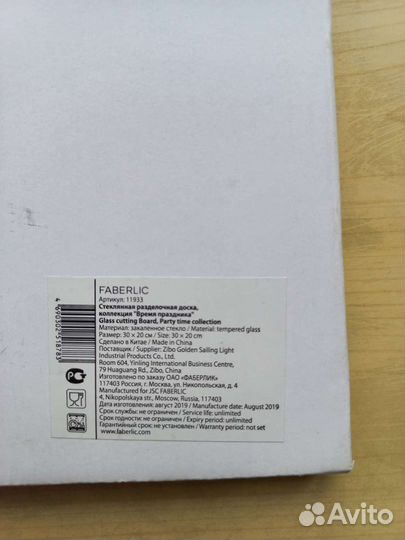 FABERLIC
Артикул: 11933
Стеклянная разделочная доска,
коллекция "Время праздника"
Glass cutting Board, Party time collection
Материал: закаленное стекло / Material: tempered glass
Размер: 30 × 20 см / Size: 30 × 20 cm
Сделано в Китае / Made in China
Поставщик / Supplier: Zibo Golden Sailing Light
Industrial Products Co., Ltd.
Room 604, Yinling International Business Centre,
79 Huaguang Rd., Zibo, China
Изготовлено по заказу ОАО «ФАБЕРЛИК»
117403 Россия, г. Москва, ул. Никопольская, д. 4
Manufactured for JSC FABERLIC
4, Nikopolskaya str., Moscow, Russia, 117403
Изготовлено: август 2019 / Manufacture date: August 2019
Срок службы: не ограничен / Service life: unlimited
Срок годности: не ограничен / Expiry period: unlimited
Гарантийный срок: не установлен / Warranty period: not set
www.faberlic.com
Avito